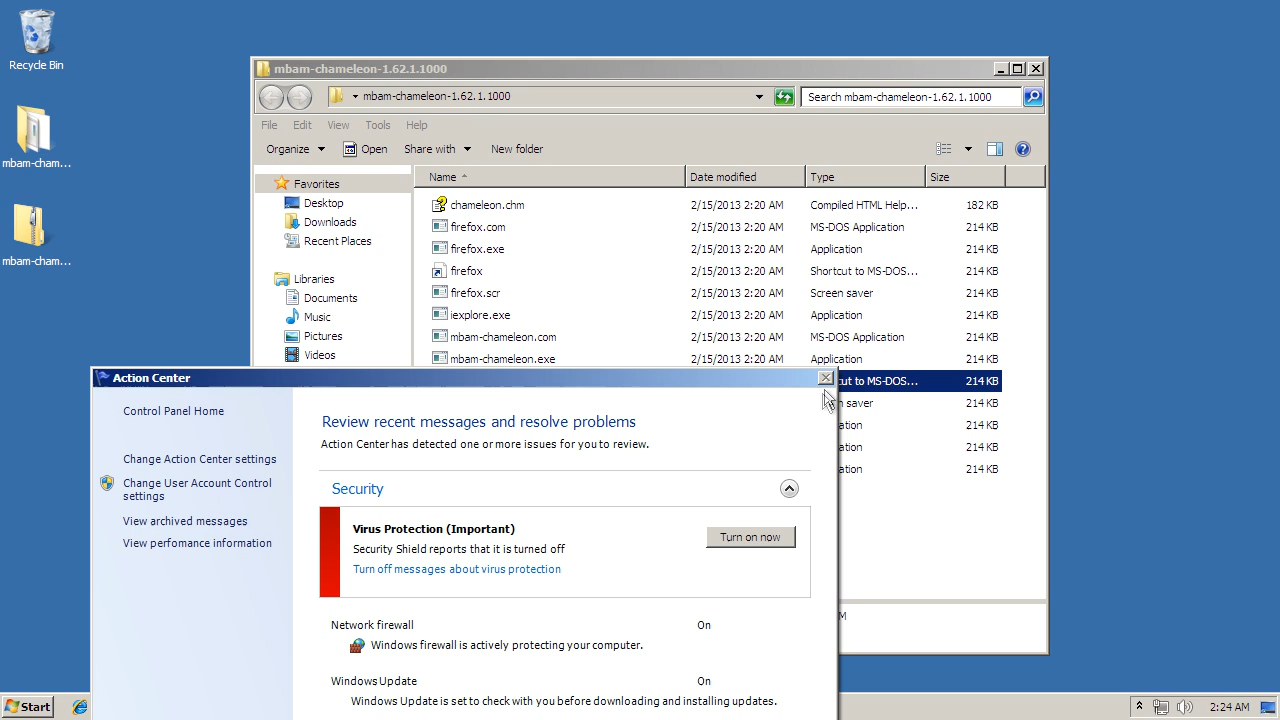 Recycle Bin
mbam-cham...
mbam-cham...
mbam-chameleon-1.62.1.1000
mbam-chameleon-1.62.1.1000
Search mbam-chameleon-1.62.1.1000
File Edit View Tools Help
Organize Open Share with New folder
Name Date modified Type Size
Favorites
Desktop
Downloads
Recent Places
Libraries
Documents
Music
Pictures
Videos
chameleon.chm 2/15/2013 2:20 AM Compiled HTML Help... 182 KB
firefox.com 2/15/2013 2:20 AM MS-DOS Application 214 KB
firefox.exe 2/15/2013 2:20 AM Application 214 KB
firefox 2/15/2013 2:20 AM Shortcut to MS-DOS... 214 KB
firefox.scr 2/15/2013 2:20 AM Screen saver 214 KB
iexplore.exe 2/15/2013 2:20 AM Application 214 KB
mbam-chameleon.com 2/15/2013 2:20 AM MS-DOS Application 214 KB
mbam-chameleon.exe 2/15/2013 2:20 AM Application 214 KB
cut to MS-DOS... 214 KB
n saver 214 KB
ation 214 KB
ation 214 KB
ation 214 KB
M
Action Center
Control Panel Home
Change Action Center settings
Change User Account Control
settings
View archived messages
View perfomance information
Review recent messages and resolve problems
Action Center has detected one or more issues for you to review.
Security
Virus Protection (Important)
Security Shield reports that it is turned off
Turn off messages about virus protection
Turn on now
Network firewall On
Windows firewall is actively protecting your computer.
Windows Update On
Windows Update is set to check with you before downloading and installing updates.
Start
2:24 AM